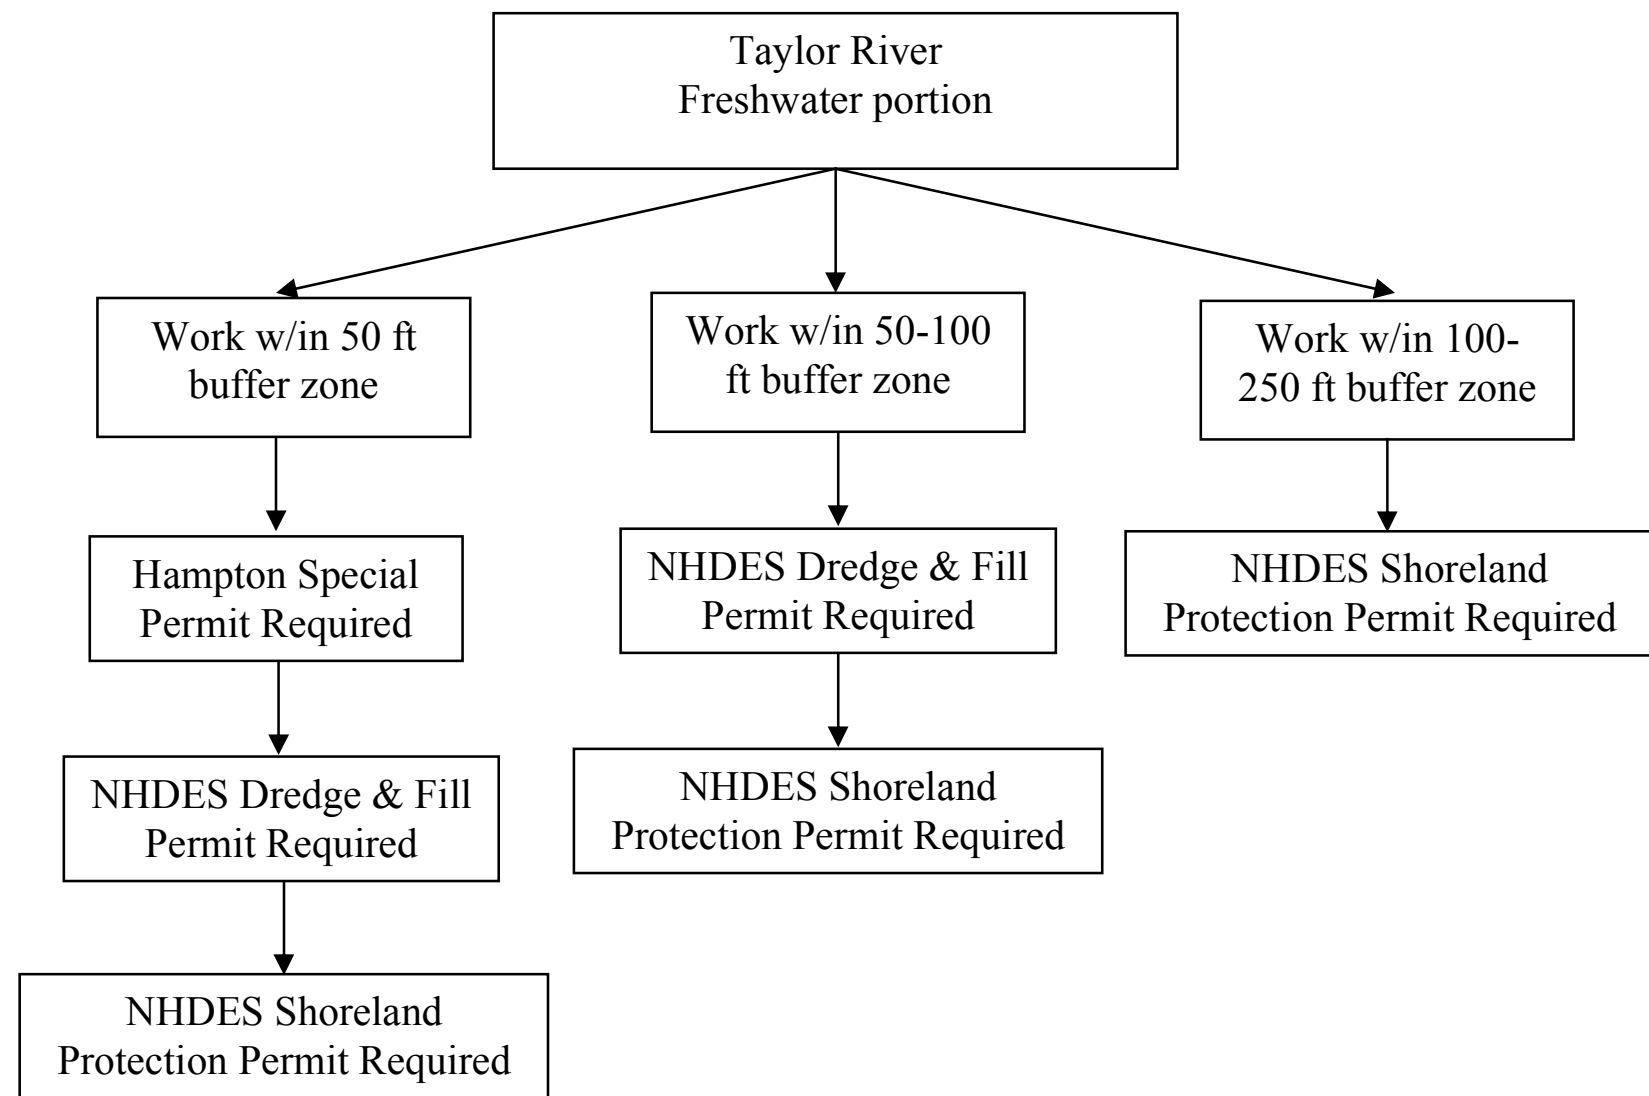 Taylor River
Freshwater portion
Work w/in 50 ft
buffer zone
Work w/in 50-100
ft buffer zone
Work w/in 100-
250 ft buffer zone
Hampton Special
Permit Required
NHDES Dredge & Fill
Permit Required
NHDES Shoreland
Protection Permit Required
NHDES Dredge & Fill
Permit Required
NHDES Shoreland
Protection Permit Required
NHDES Shoreland
Protection Permit Required